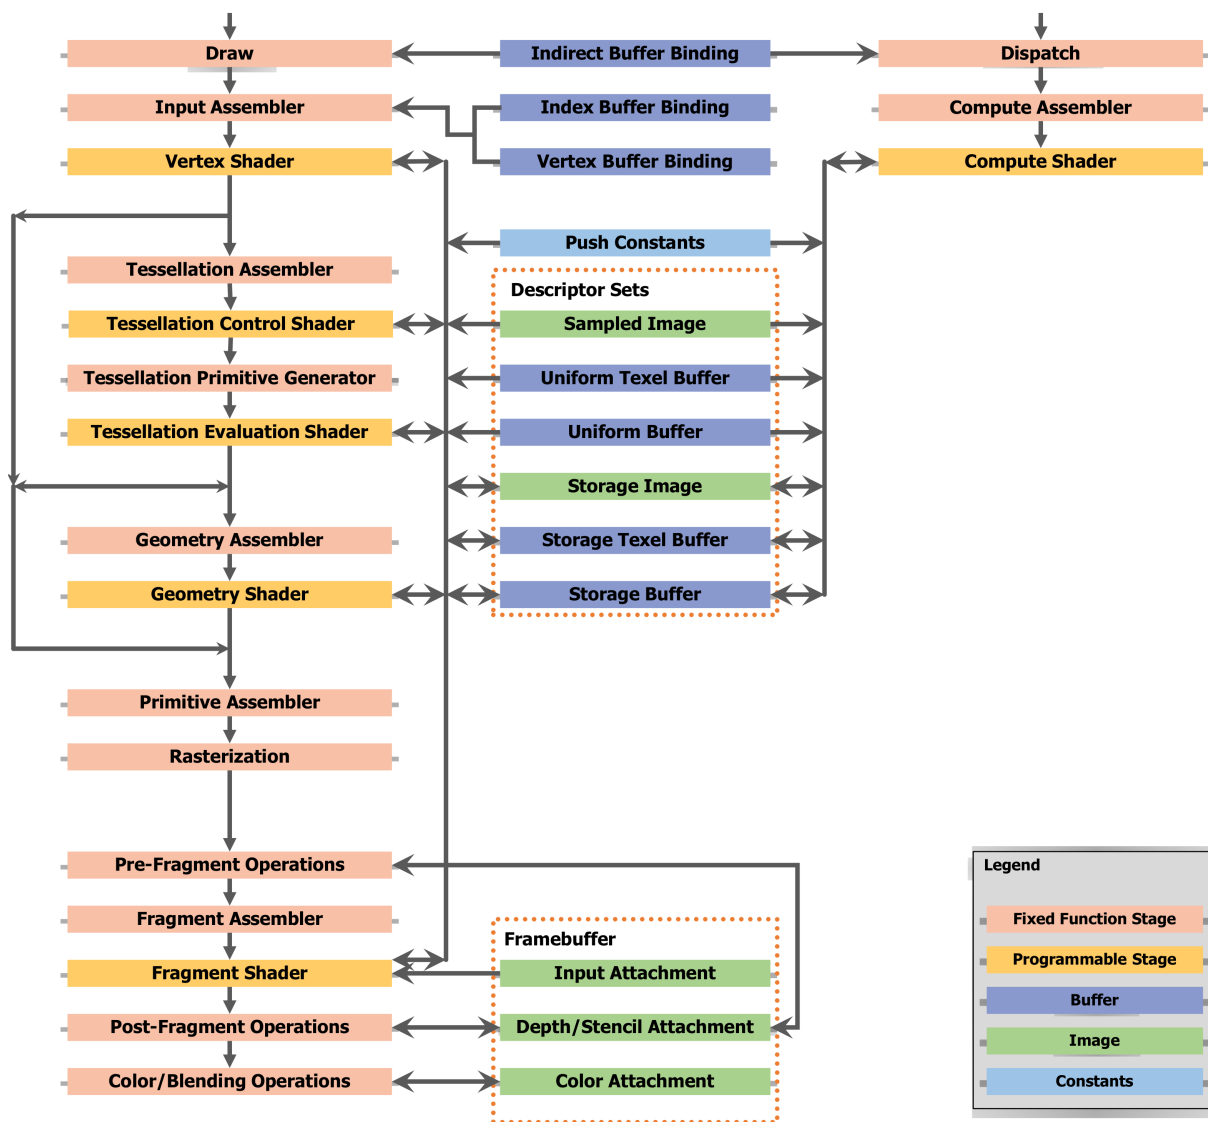 Draw
Indirect Buffer Binding
Dispatch
Input Assembler
Index Buffer Binding
Compute Assembler
Vertex Shader
Vertex Buffer Binding
Compute Shader
Push Constants
Tessellation Assembler
Descriptor Sets
Tessellation Control Shader
Sampled Image
Tessellation Primitive Generator
Uniform Texel Buffer
Tessellation Evaluation Shader
Uniform Buffer
Storage Image
Geometry Assembler
Storage Texel Buffer
Geometry Shader
Storage Buffer
Primitive Assembler
Rasterization
Pre-Fragment Operations
Fragment Assembler
Framebuffer
Fragment Shader
Input Attachment
Post-Fragment Operations
Depth/Stencil Attachment
Color/Blending Operations
Color Attachment
Legend
Fixed Function Stage
Programmable Stage
Buffer
Image
Constants